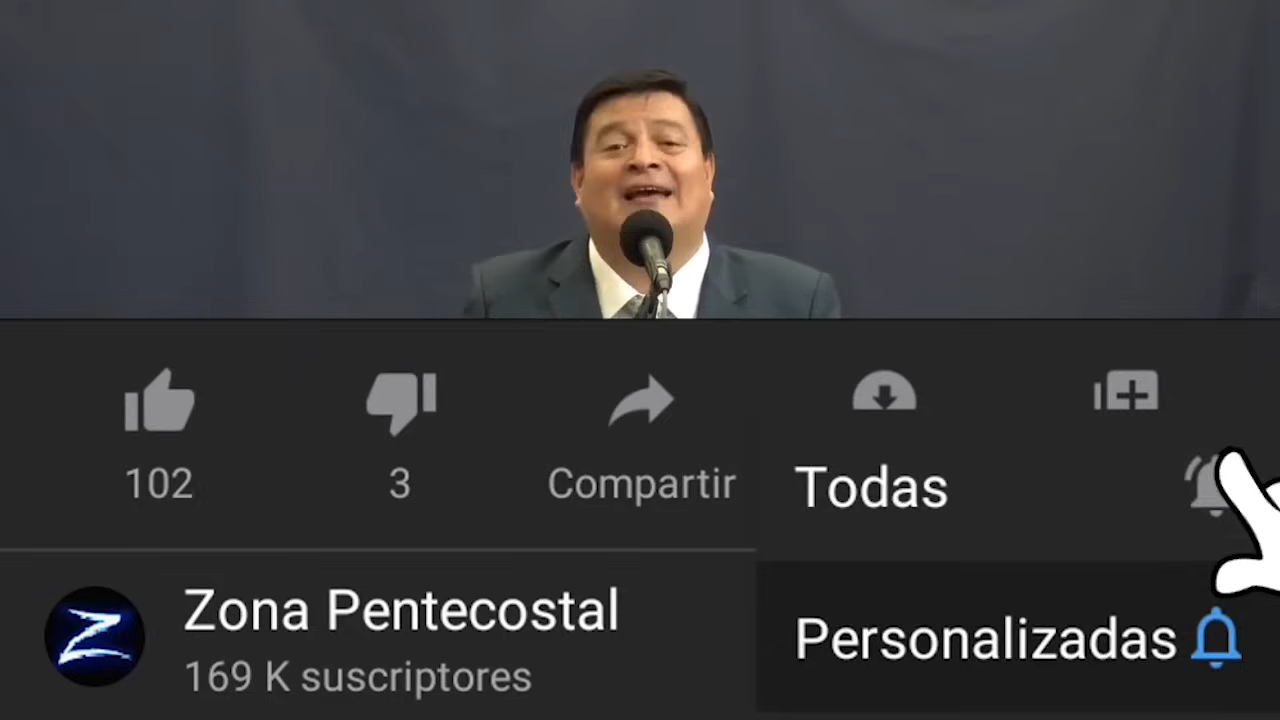 102
3
Compartir
Todas
Zona Pentecostal
169 K suscriptores
Personalizadas